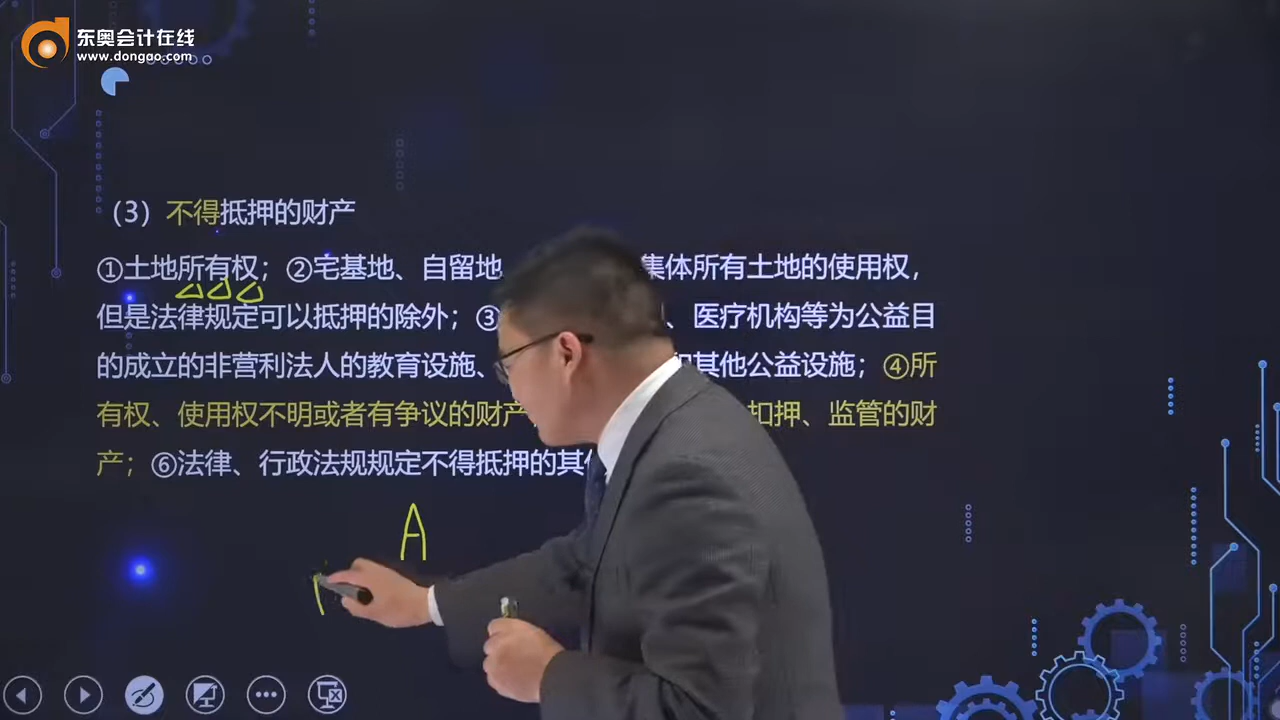 东奥会计在线
www.dongao.com
（3）不得抵押的财产
①土地所有权；②宅基地、自留地 集体所有土地的使用权，
但是法律规定可以抵押的除外；③ 、医疗机构等为公益目
的成立的非营利法人的教育设施、 其他公益设施；④所
有权、使用权不明或者有争议的财产 扣押、监管的财
产；⑥法律、行政法规规定不得抵押的其
A